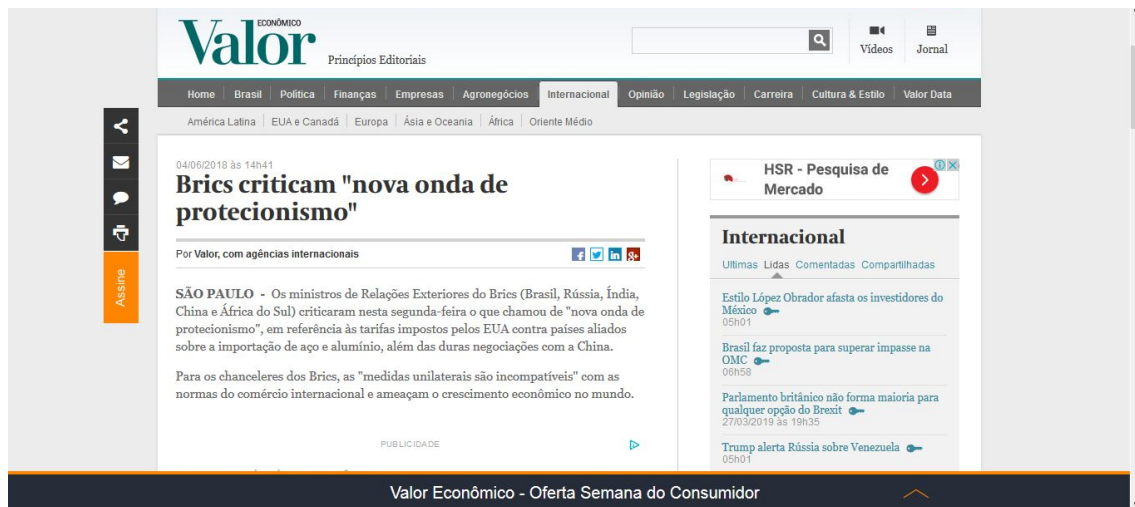 ECONÔMICO
Valor
Princípios Editoriais
Vídeos
Jornal
Home Brasil Política Finanças Empresas Agronegócios Internacional Opinião Legislação Carreira Cultura & Estilo Valor Data
América Latina EUA e Canadá Europa Ásia e Oceania África Oriente Médio
04/06/2018 às 14h41
Brics criticam "nova onda de
protecionismo"
Por Valor, com agências internacionais
SÃO PAULO - Os ministros de Relações Exteriores do Brics (Brasil, Rússia, Índia,
China e África do Sul) criticaram nesta segunda-feira o que chamou de "nova onda de
protecionismo", em referência às tarifas impostos pelos EUA contra países aliados
sobre a importação de aço e alumínio, além das duras negociações com a China.
Para os chanceleres dos Brics, as "medidas unilaterais são incompatíveis" com as
normas do comércio internacional e ameaçam o crescimento econômico no mundo.
PUBLICIDADE
Assine
HSR - Pesquisa de
Mercado
Internacional
Ultimas Lidas Comentadas Compartilhadas
Estilo López Obrador afasta os investidores do
México
05h01
Brasil faz proposta para superar impasse na
OMC
06h58
Parlamento britânico não forma maioria para
qualquer opção do Brexit
27/03/2019 às 19h35
Trump alerta Rússia sobre Venezuela
05h01
Valor Econômico - Oferta Semana do Consumidor